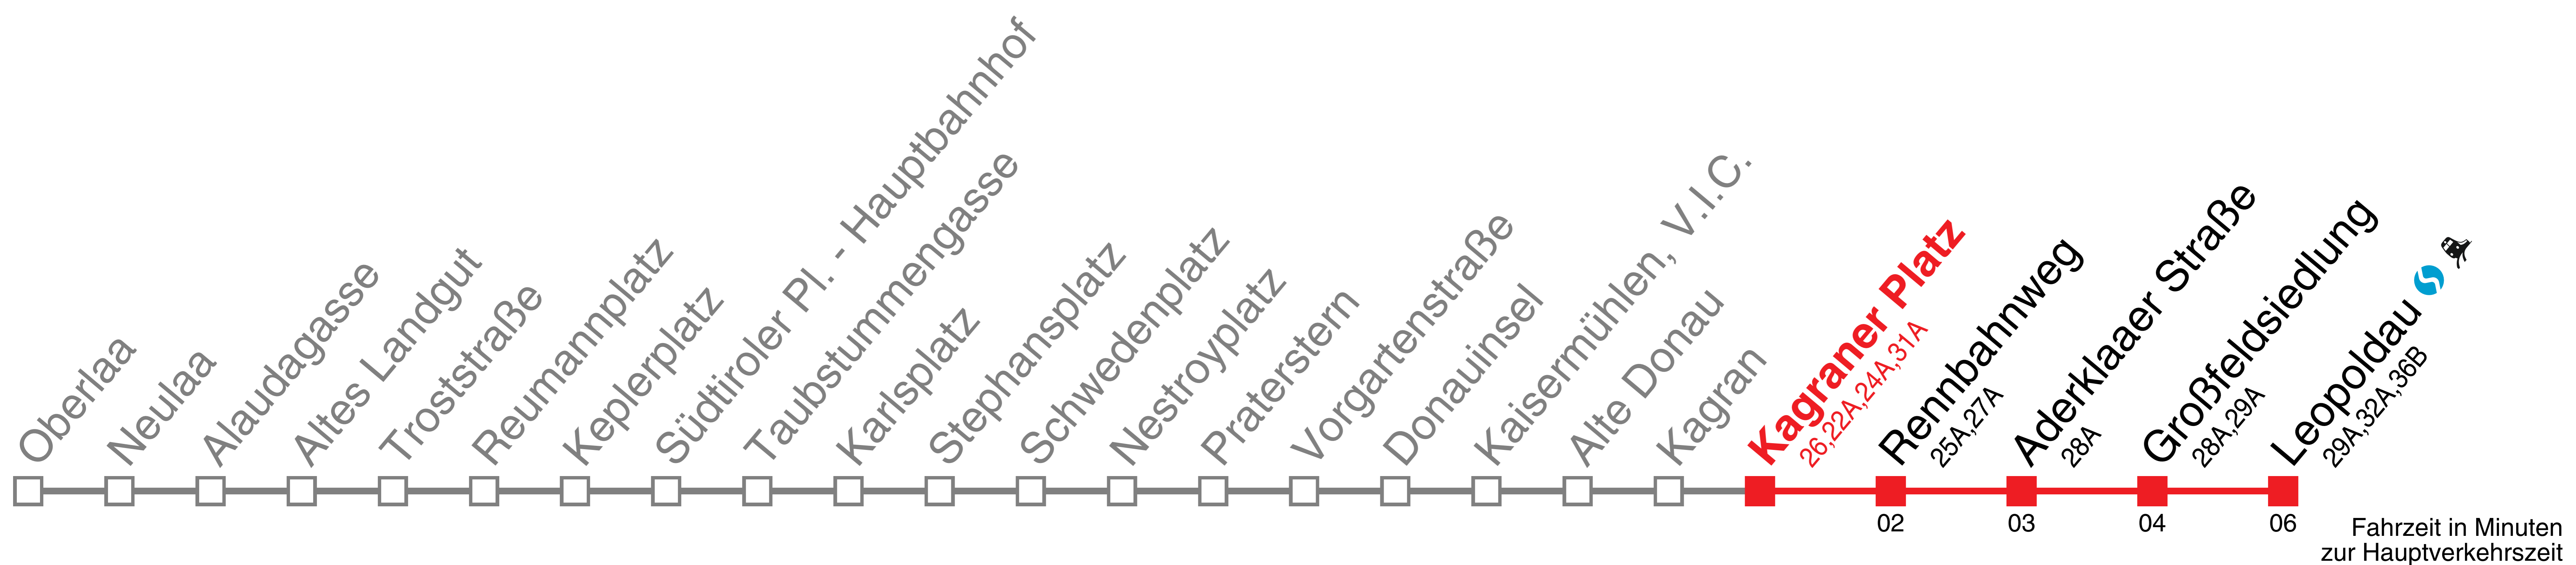 Oberlaa
Neulaa
Alaudagasse
Altes Landgut
Troststraße
Reumannplatz
Keplerplatz
Südtiroler Pl. - Hauptbahnhof
Taubstummengasse
Karlsplatz
Stephansplatz
Schwedenplatz
Nestroyplatz
Praterstern
Vorgartenstraße
Donauinsel
Kaisermühlen, V.I.C.
Alte Donau
Kagran
Kagraner Platz
26,22A,24A,31A
Rennbahnweg
25A,27A
02
Aderklaaer Straße
28A
03
Großfeldsiedlung
28A,29A
04
Leopoldau
29A,32A,36B
06
Fahrzeit in Minuten
zur Hauptverkehrszeit